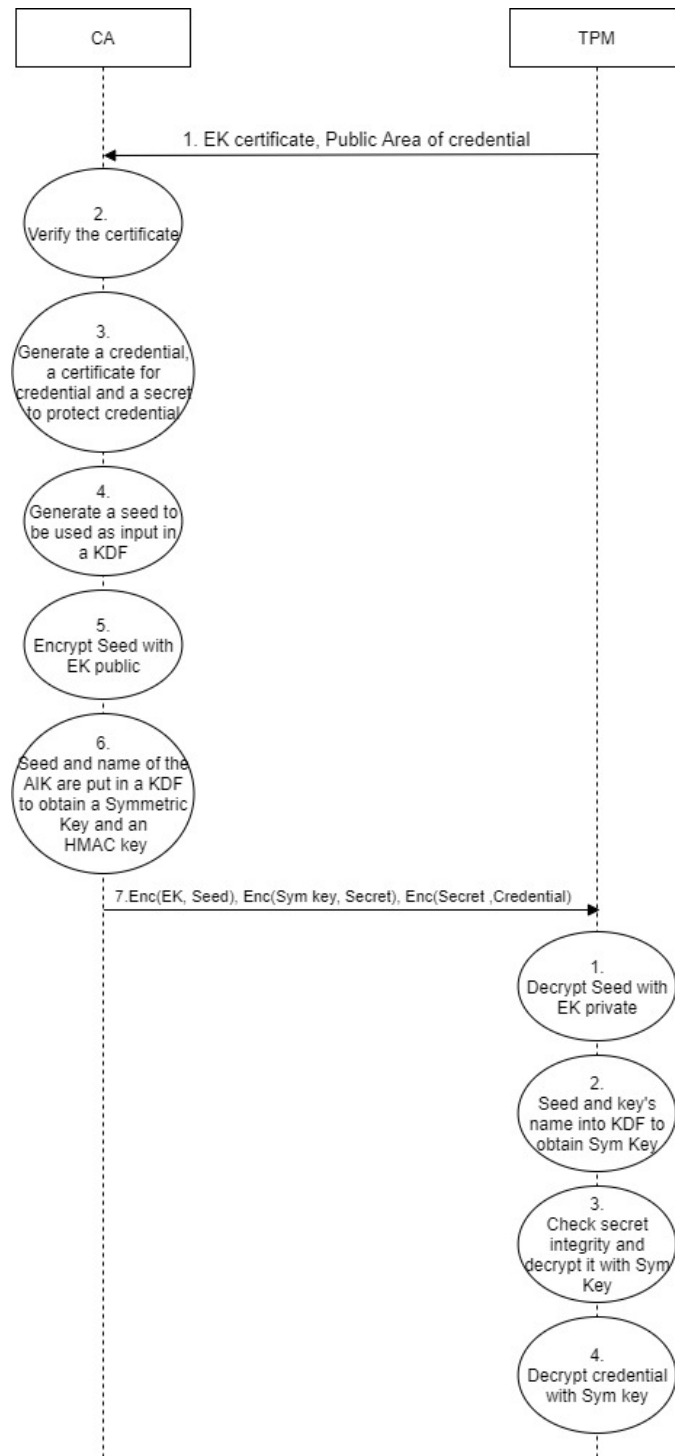 CA
TPM
1. EK certificate, Public Area of credential
2.
Verify the certificate
3.
Generate a credential,
a certificate for
credential and a secret
to protect credential
4.
Generate a seed to
be used as input in
a KDF
5.
Encrypt Seed with
EK public
6.
Seed and name of the
AIK are put in a KDF
to obtain a Symmetric
Key and an
HMAC key
7.Enc(EK, Seed), Enc(Sym key, Secret), Enc(Secret ,Credential)
1.
Decrypt Seed with
EK private
2.
Seed and key's
name into KDF to
obtain Sym Key
3.
Check secret
integrity and
decrypt it with Sym
Key
4.
Decrypt credential
with Sym key